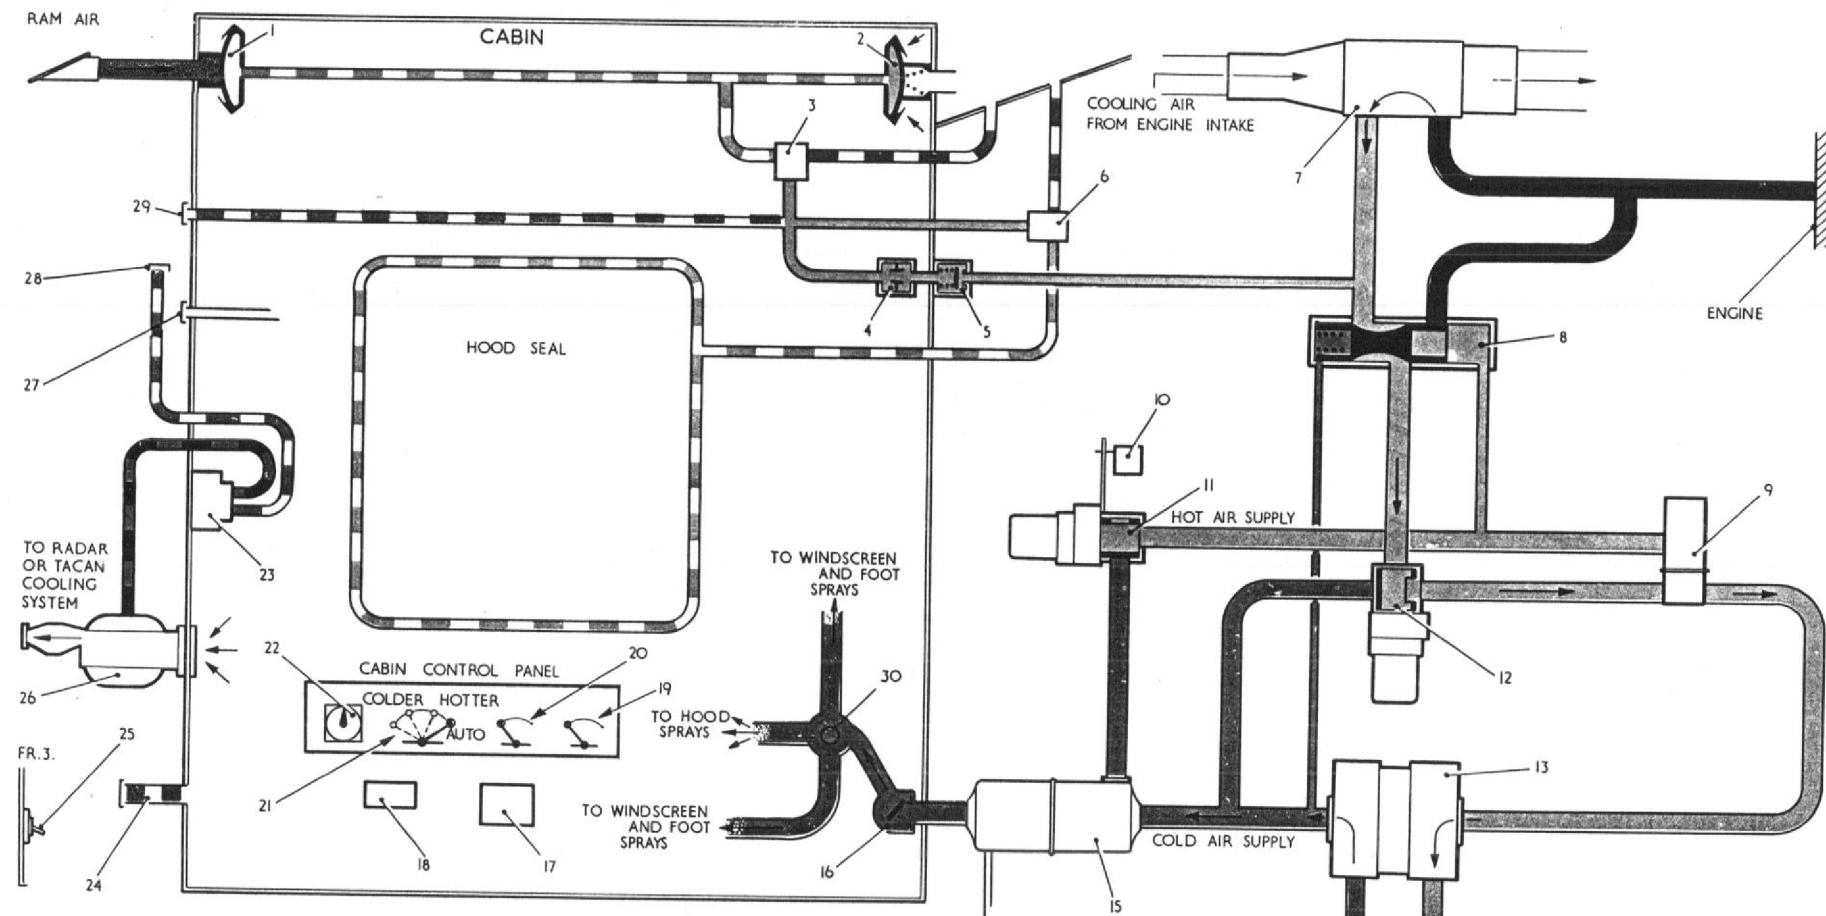 RAM AIR
1
CABIN
2
3
COOLING AIR
FROM ENGINE INTAKE
7
6
29
28
27
4
5
ENGINE
8
HOOD SEAL
10
11
HOT AIR SUPPLY
9
TO RADAR
OR TACAN
COOLING
SYSTEM
23
TO WINDSCREEN
AND FOOT
SPRAYS
12
26
22
CABIN CONTROL PANEL
20
19
30
COLDER HOTTER
AUTO
TO HOOD
SPRAYS
FR.3.
25
21
24
18
17
TO WINDSCREEN
AND FOOT
SPRAYS
16
COLD AIR SUPPLY
13
15